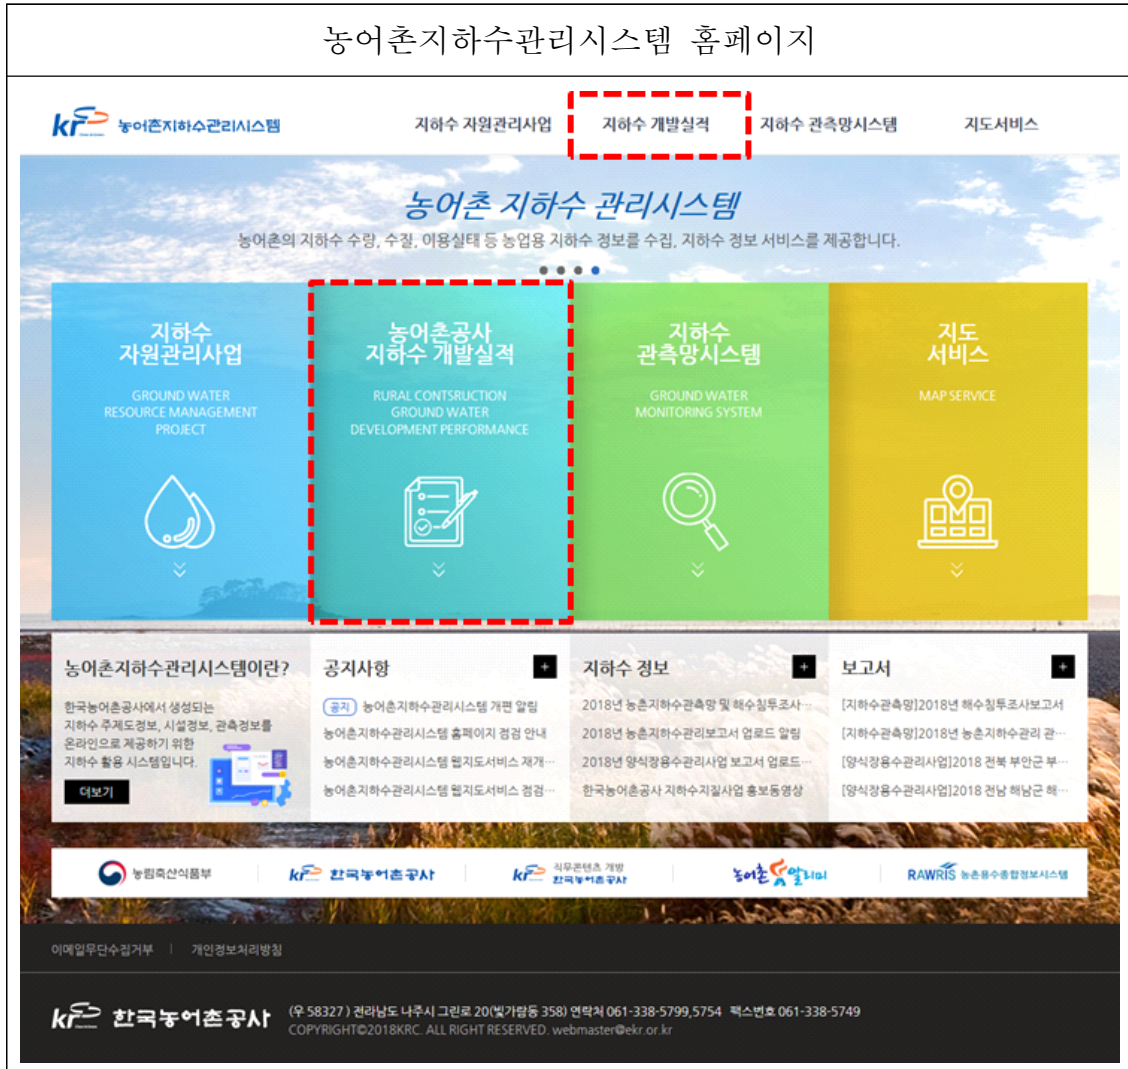 농어촌지하수관리시스템 홈페이지
kr 농어촌지하수관리시스템
지하수 자원관리사업
지하수 개발실적
지하수 관측망시스템
지도서비스
농어촌 지하수 관리시스템
농어촌의 지하수 수량, 수질, 이용실태 등 농업용 지하수 정보를 수집, 지하수 정보 서비스를 제공합니다.
지하수
자원관리사업
GROUND WATER
RESOURCE MANAGEMENT
PROJECT
농어촌공사
지하수 개발실적
RURAL CONTSRUCTION
GROUND WATER
DEVELOPMENT PERFORMANCE
지하수
관측망시스템
GROUND WATER
MONITORING SYSTEM
지도
서비스
MAP SERVICE
농어촌지하수관리시스템이란?
한국농어촌공사에서 생성되는
지하수 주제도정보, 시설정보, 관측정보를
온라인으로 제공하기 위한
지하수 활용 시스템입니다.
더보기
공지사항 +
공지 농어촌지하수관리시스템 개편 알림
농어촌지하수관리시스템 홈페이지 점검 안내
농어촌지하수관리시스템 웹지도서비스 재개…
농어촌지하수관리시스템 웹지도서비스 점검…
지하수 정보 +
2018년 농촌지하수관측망 및 해수침투조사…
2018년 농촌지하수관리보고서 업로드 알림
2018년 양식장용수관리사업 보고서 업로드…
한국농어촌공사 지하수지질사업 홍보동영상
보고서 +
[지하수관측망]2018년 해수침투조사보고서
[지하수관측망]2018년 농촌지하수관리 관…
[양식장용수관리사업]2018 전북 부안군 부…
[양식장용수관리사업]2018 전남 해남군 해…
농림축산식품부
kr 한국농어촌공사
kr 직무콘텐츠 개발
한국농어촌공사
농어촌알리미
RAWRIS 농촌용수종합정보시스템
이메일무단수집거부 | 개인정보처리방침
kr 한국농어촌공사
(우 58327 ) 전라남도 나주시 그린로 20(빛가람동 358) 연락처 061-338-5799,5754 팩스번호 061-338-5749
COPYRIGHT©2018KRC. ALL RIGHT RESERVED. webmaster@ekr.or.kr